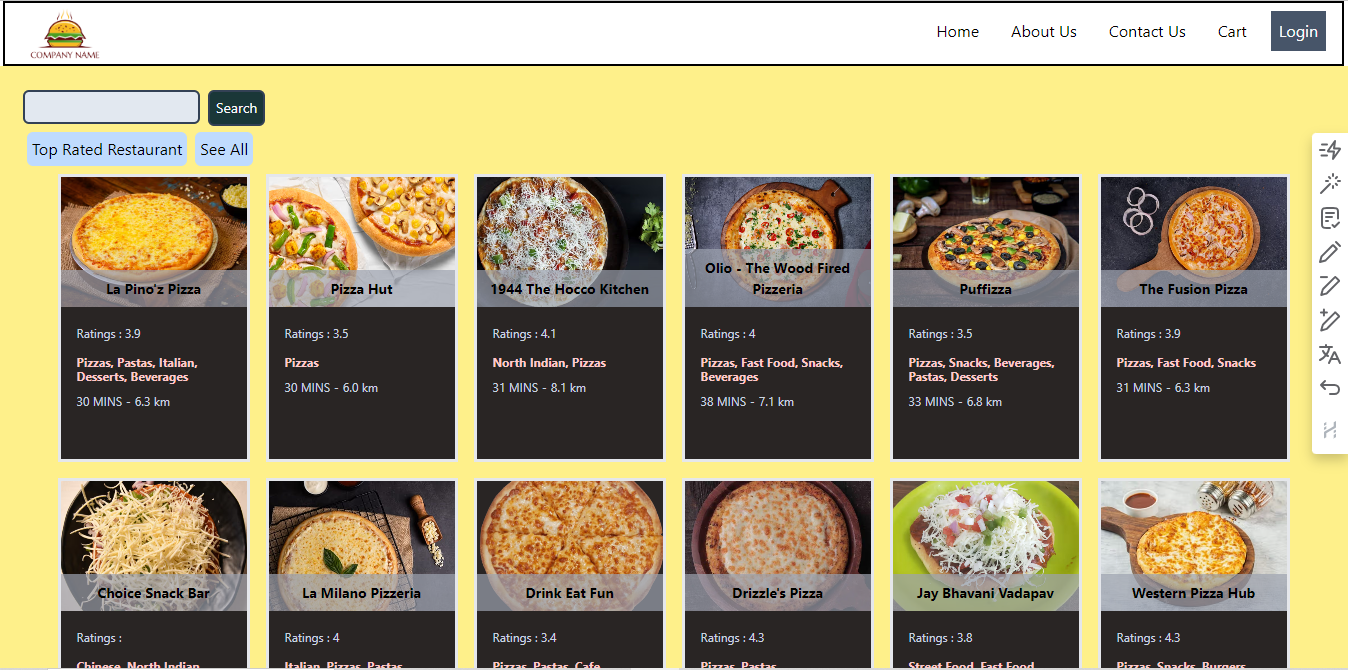 COMPANY NAME
Home
About Us
Contact Us
Cart
Login
Search
Top Rated Restaurant
See All
La Pino'z Pizza
Ratings : 3.9
Pizzas, Pastas, Italian,
Desserts, Beverages
30 MINS - 6.3 km
Pizza Hut
Ratings : 3.5
Pizzas
30 MINS - 6.0 km
1944 The Hocco Kitchen
Ratings : 4.1
North Indian, Pizzas
31 MINS - 8.1 km
Olio - The Wood Fired
Pizzeria
Ratings : 4
Pizzas, Fast Food, Snacks,
Beverages
38 MINS - 7.1 km
Puffizza
Ratings : 3.5
Pizzas, Snacks, Beverages,
Pastas, Desserts
33 MINS - 6.8 km
The Fusion Pizza
Ratings : 3.9
Pizzas, Fast Food, Snacks
31 MINS - 6.3 km
Choice Snack Bar
Ratings :
Chinese, North Indian,
La Milano Pizzeria
Ratings : 4
Italian, Pizzas, Pastas,
Drink Eat Fun
Ratings : 3.4
Pizzas, Pastas, Cafe,
Drizzle's Pizza
Ratings : 4.3
Pizzas, Pastas
Jay Bhavani Vadapav
Ratings : 3.8
Street Food, Fast Food,
Western Pizza Hub
Ratings : 4.3
Pizzas, Snacks, Burgers,